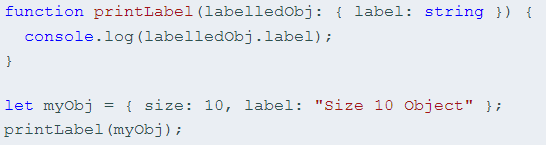 function printLabel(labelledObj: { label: string }) {
  console.log(labelledObj.label);
}

let myObj = { size: 10, label: "Size 10 Object" };
printLabel(myObj);